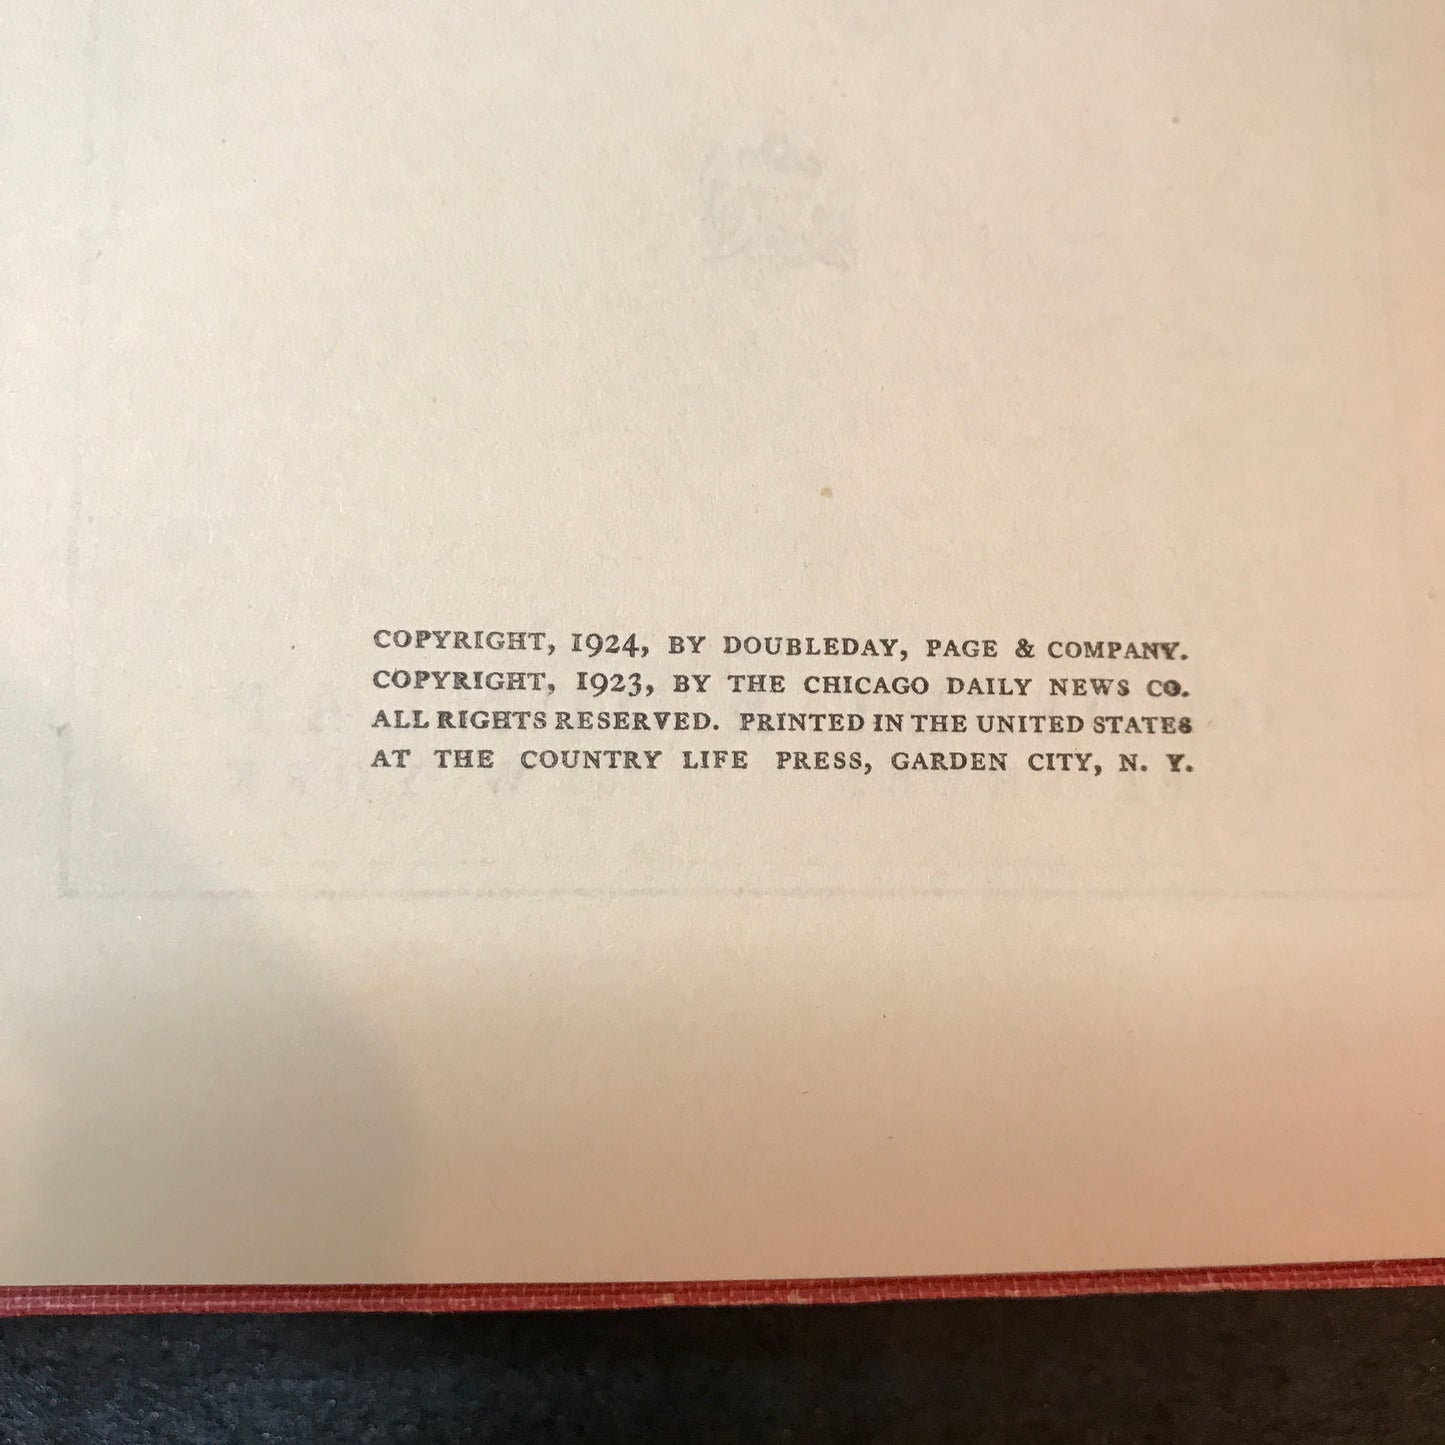 COPYRIGHT, 1924, BY DOUBLEDAY, PAGE & COMPANY.
COPYRIGHT, 1923, BY THE CHICAGO DAILY NEWS CO.
ALL RIGHTS RESERVED. PRINTED IN THE UNITED STATES
AT THE COUNTRY LIFE PRESS, GARDEN CITY, N. Y.